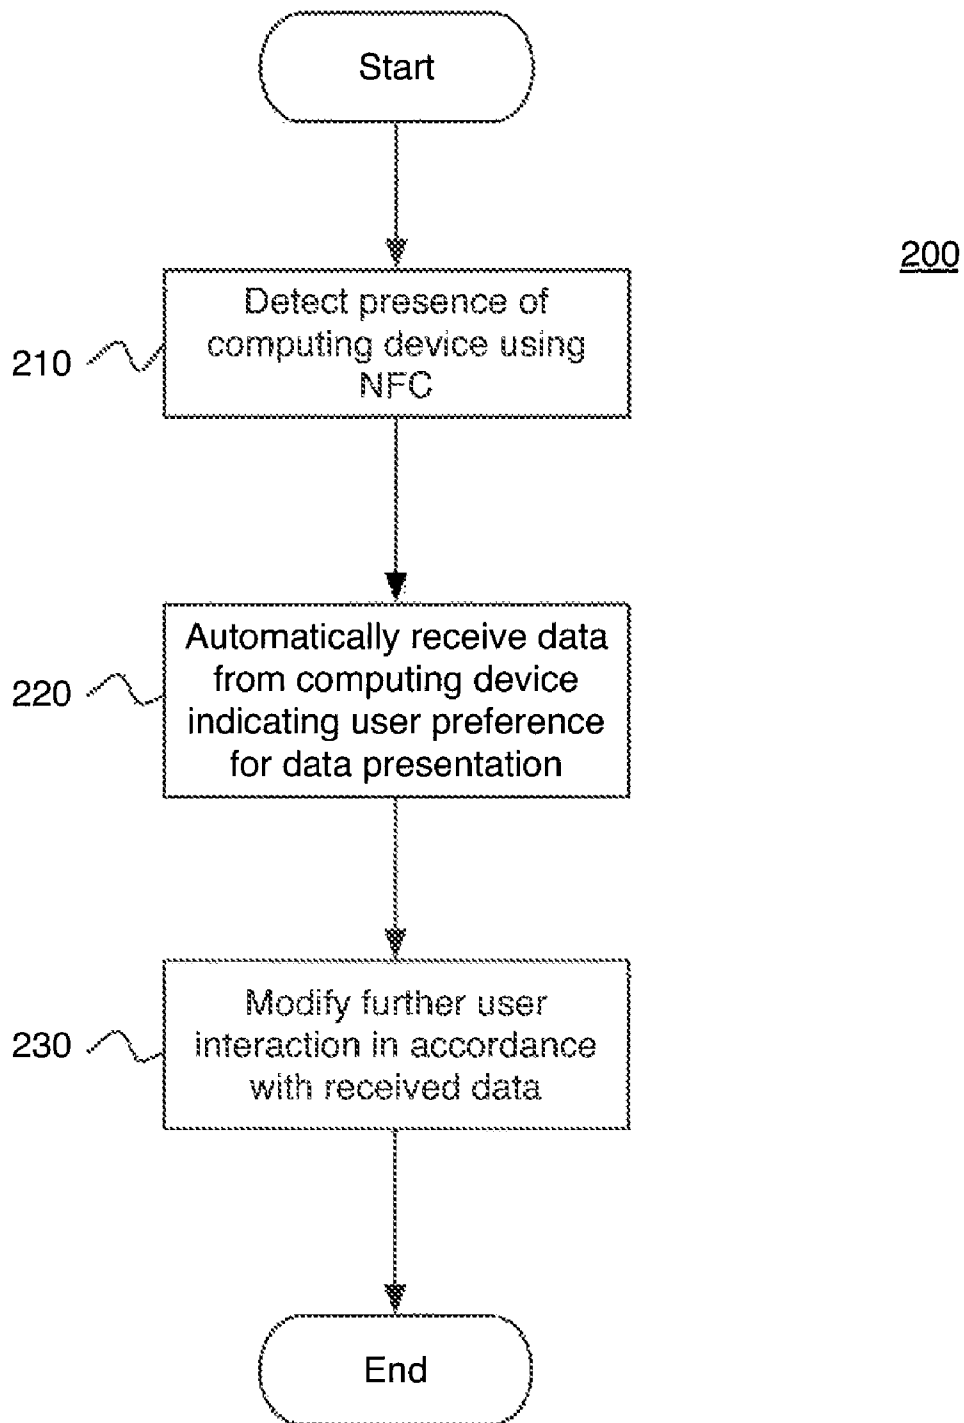 Start
200
Detect presence of
computing device using
NFC
210
Automatically receive data
from computing device
indicating user preference
for data presentation
220
Modify further user
interaction in accordance
with received data
230
End